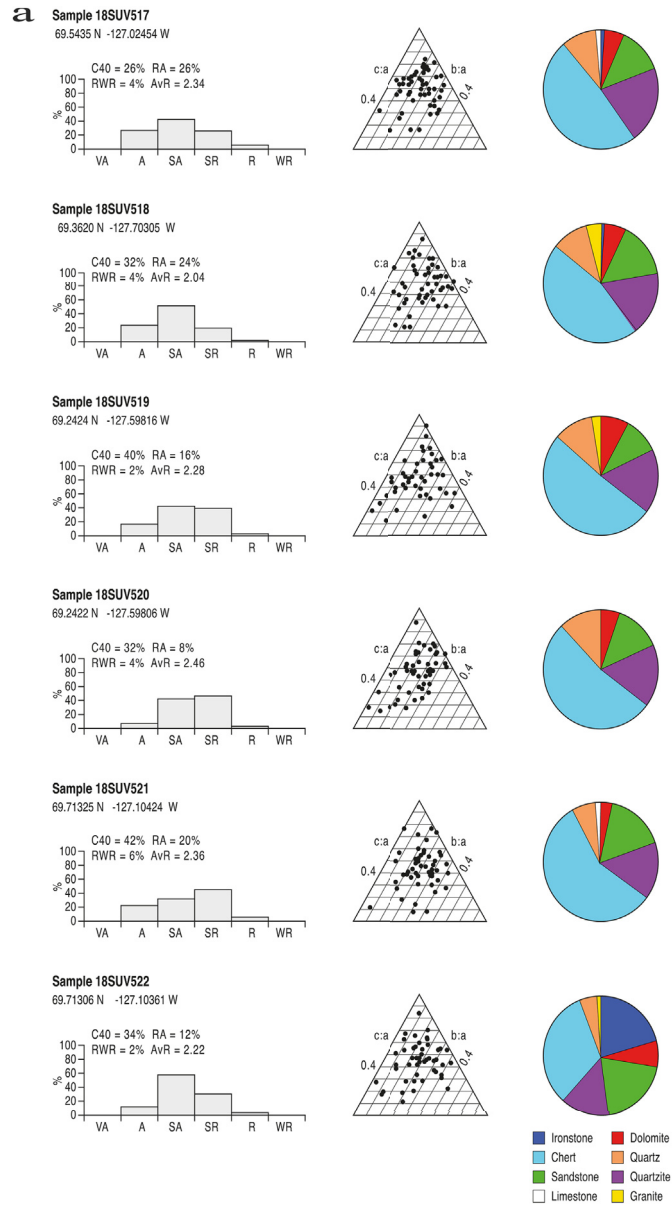 a
Sample 18SUV517
69.5435 N -127.02454 W
C40 = 26% RA = 26%
RWR = 4% AvR = 2.34
100
80
60
40
20
0
%
VA A SA SR R WR
c:a b:a
0.4 0.4
Sample 18SUV518
69.3620 N -127.70305 W
C40 = 32% RA = 24%
RWR = 4% AvR = 2.04
100
80
60
40
20
0
%
VA A SA SR R WR
c:a b:a
0.4 0.4
Sample 18SUV519
69.2424 N -127.59816 W
C40 = 40% RA = 16%
RWR = 2% AvR = 2.28
100
80
60
40
20
0
%
VA A SA SR R WR
c:a b:a
0.4 0.4
Sample 18SUV520
69.2422 N -127.59806 W
C40 = 32% RA = 8%
RWR = 4% AvR = 2.46
100
80
60
40
20
0
%
VA A SA SR R WR
c:a b:a
0.4 0.4
Sample 18SUV521
69.71325 N -127.10424 W
C40 = 42% RA = 20%
RWR = 6% AvR = 2.36
100
80
60
40
20
0
%
VA A SA SR R WR
c:a b:a
0.4 0.4
Sample 18SUV522
69.71306 N -127.10361 W
C40 = 34% RA = 12%
RWR = 2% AvR = 2.22
100
80
60
40
20
0
%
VA A SA SR R WR
c:a b:a
0.4 0.4
Ironstone Dolomite
Chert Quartz
Sandstone Quartzite
Limestone Granite